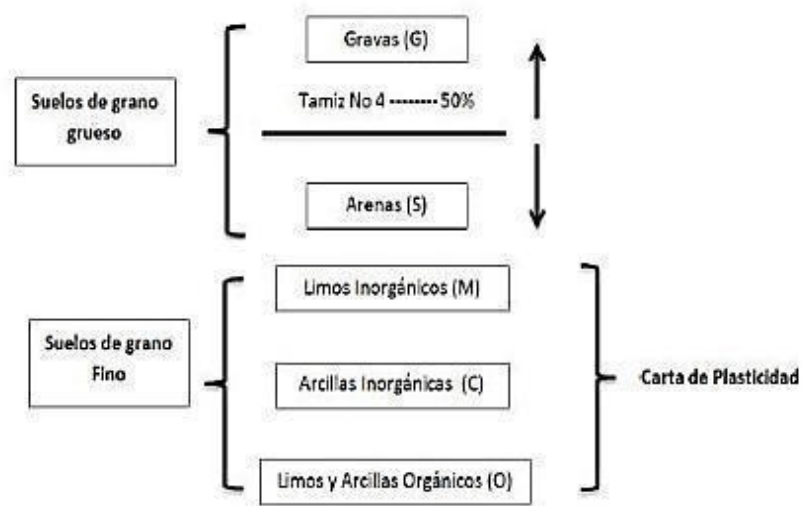 Gravas (G)
Suelos de grano
grueso
Tamiz No 4 -------- 50%
Arenas (S)
Limos Inorgánicos (M)
Suelos de grano
Fino
Arcillas Inorgánicas (C)
Carta de Plasticidad
Limos y Arcillas Orgánicos (O)